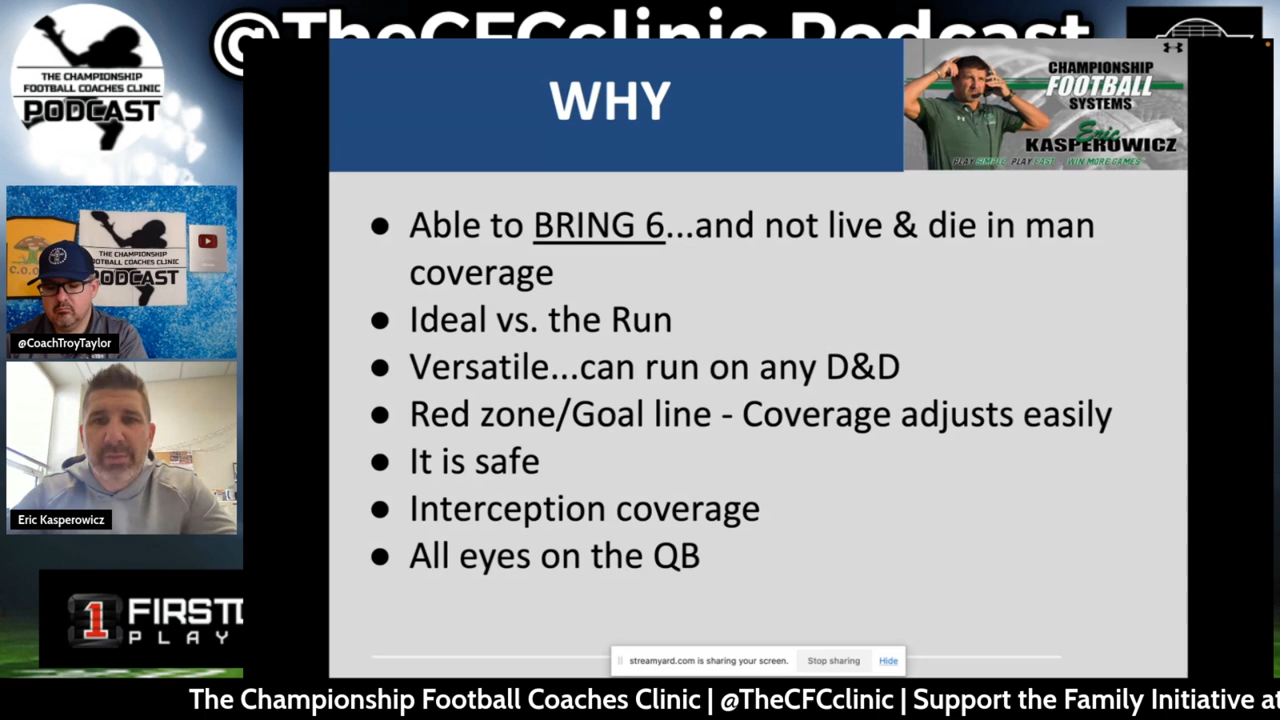 @TheCFCclinic Podcast
THE CHAMPIONSHIP
FOOTBALL COACHES CLINIC
PODCAST
WHY
CHAMPIONSHIP
FOOTBALL
SYSTEMS
Eric
KASPEROWICZ
PLAY SIMPLE PLAY FAST WIN MORE GAMES
● Able to BRING 6...and not live & die in man
coverage
● Ideal vs. the Run
● Versatile...can run on any D&D
● Red zone/Goal line - Coverage adjusts easily
● It is safe
● Interception coverage
● All eyes on the QB
THE CHAMPIONSHIP
FOOTBALL COACHES CLINIC
PODCAST
@CoachTroyTaylor
Eric Kasperowicz
1 FIRST
PLAY
streamyard.com is sharing your screen. Stop sharing Hide
The Championship Football Coaches Clinic | @TheCFCclinic | Support the Family Initiative at